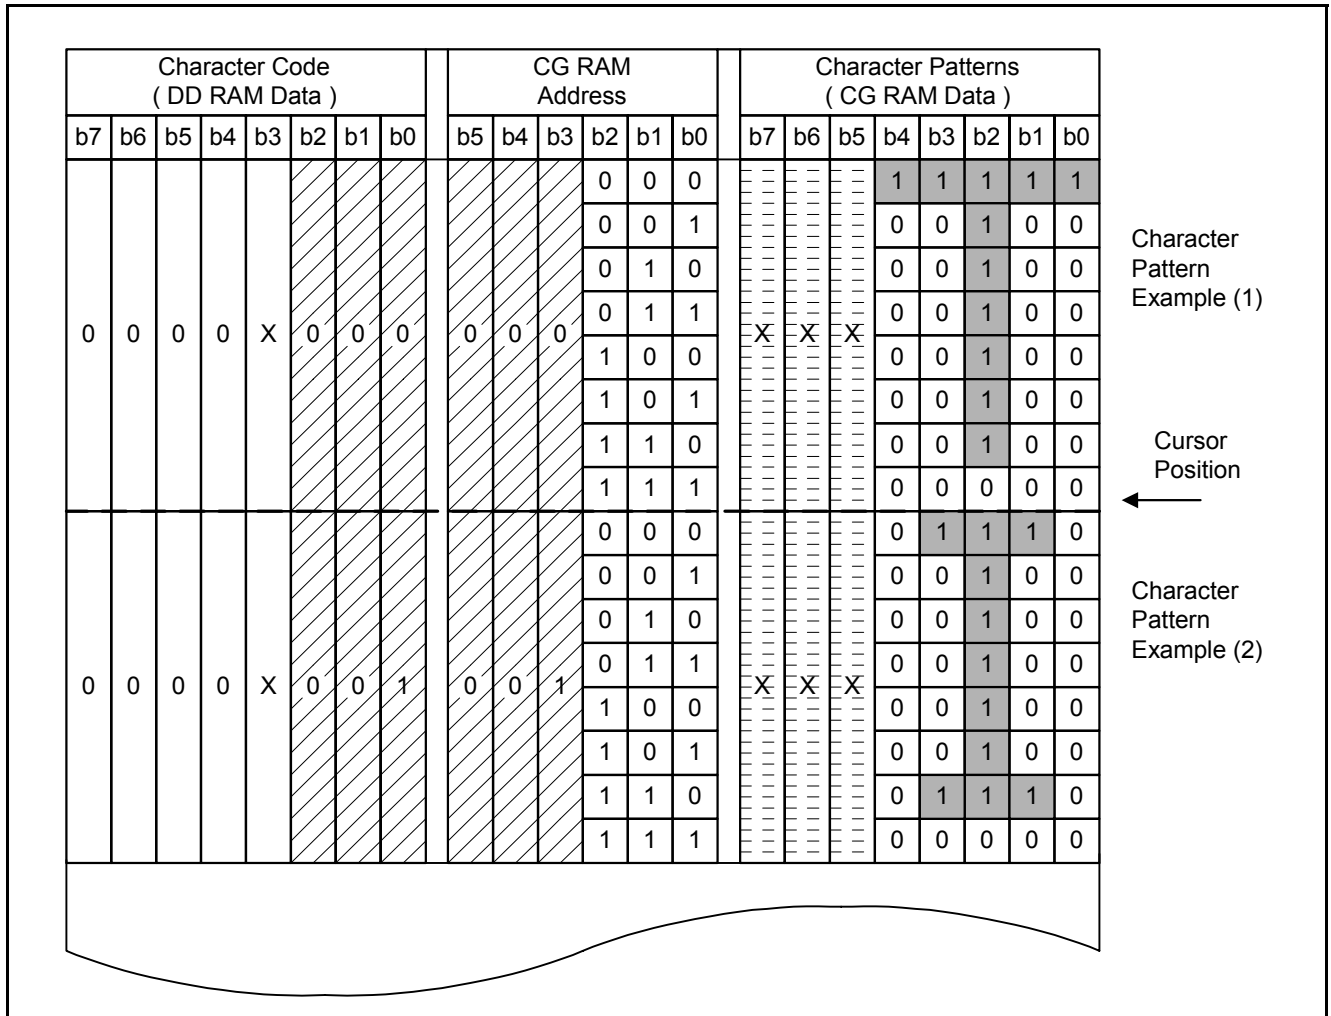 Character Code CG RAM Character Patterns
( DD RAM Data ) Address ( CG RAM Data )
b7 b6 b5 b4 b3 b2 b1 b0 b5 b4 b3 b2 b1 b0 b7 b6 b5 b4 b3 b2 b1 b0
0 0 0 1 1 1 1 1
0 0 1 0 0 1 0 0
Character
Pattern
Example (1)
0 1 0 0 0 1 0 0
0 1 1 0 0 1 0 0
0 0 0 0 X 0 0 0 0 0 0 X X X
1 0 0 0 0 1 0 0
1 0 1 0 0 1 0 0
1 1 0 0 0 1 0 0
Cursor
Position
1 1 1 0 0 0 0 0
0 0 0 0 1 1 1 0
0 0 1 0 0 1 0 0
Character
Pattern
Example (2)
0 1 0 0 0 1 0 0
0 1 1 0 0 1 0 0
0 0 0 0 X 0 0 1 0 0 1 X X X
1 0 0 0 0 1 0 0
1 0 1 0 0 1 0 0
1 1 0 0 1 1 1 0
1 1 1 0 0 0 0 0